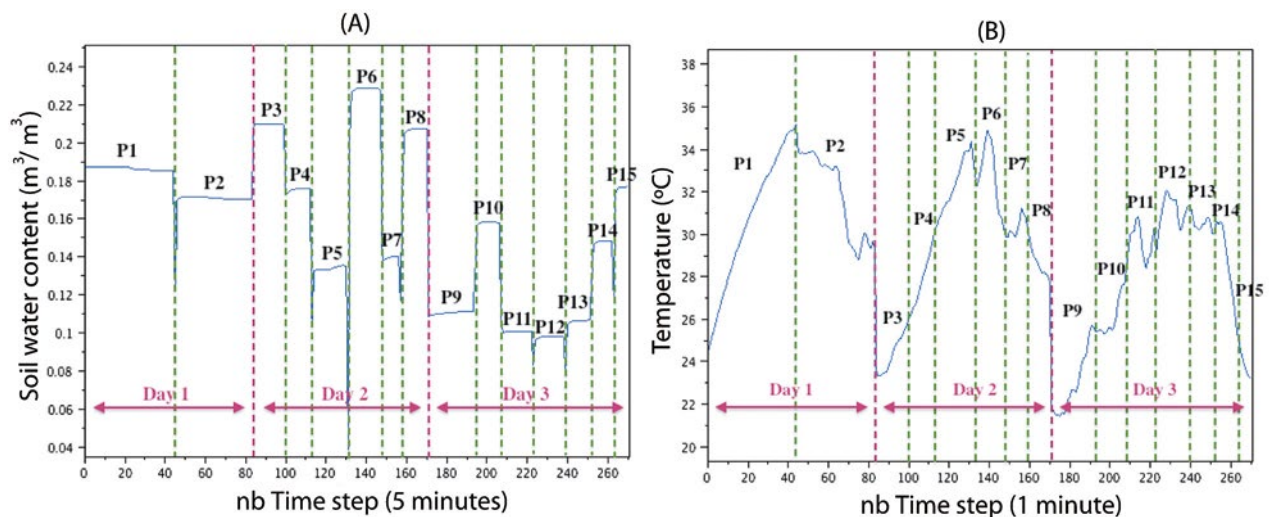 (A)
Soil water content (m³/ m³)
0.24
0.22
0.2
0.18
0.16
0.14
0.12
0.1
0.08
0.06
0.04
P1
P2
P3
P4
P5
P6
P7
P8
P9
P10
P11
P12
P13
P14
P15
Day 1
Day 2
Day 3
0 20 40 60 80 100 120 140 160 180 200 220 240 260
nb Time step (5 minutes)
(B)
Temperature (ºC)
38
36
34
32
30
28
26
24
22
20
P1
P2
P3
P4
P5
P6
P7
P8
P9
P10
P11
P12
P13
P14
P15
Day 1
Day 2
Day 3
0 20 40 60 80 100 120 140 160 180 200 220 240 260
nb Time step (1 minute)